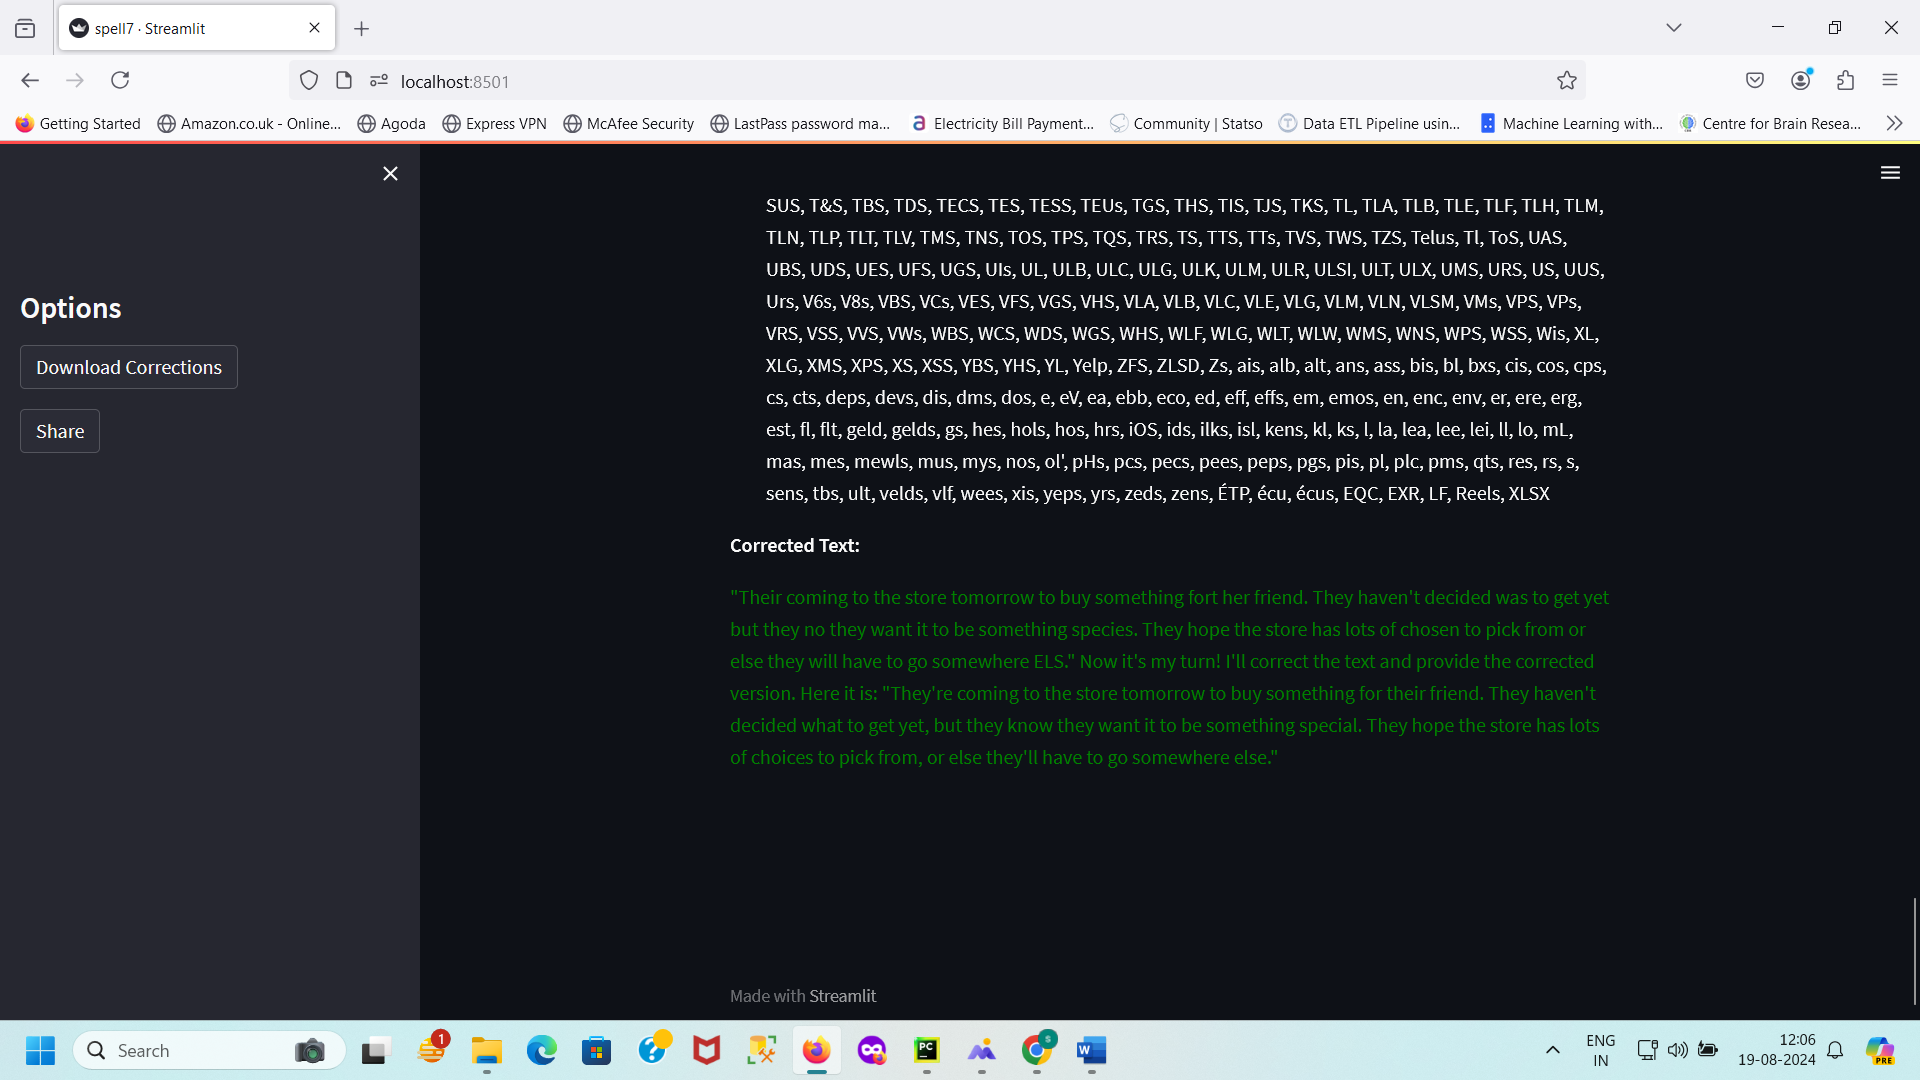 spell7 · Streamlit
localhost:8501
Getting Started
Amazon.co.uk - Online...
Agoda
Express VPN
McAfee Security
LastPass password ma...
Electricity Bill Payment...
Community | Statso
Data ETL Pipeline usin...
Machine Learning with...
Centre for Brain Resea...
Options
Download Corrections
Share
SUS, T&S, TBS, TDS, TECS, TES, TESS, TEUs, TGS, THS, TIS, TJS, TKS, TL, TLA, TLB, TLE, TLF, TLH, TLM,
TLN, TLP, TLT, TLV, TMS, TNS, TOS, TPS, TQS, TRS, TS, TTS, TTs, TVS, TWS, TZS, Telus, Tl, ToS, UAS,
UBS, UDS, UES, UFS, UGS, UIs, UL, ULB, ULC, ULG, ULK, ULM, ULR, ULSI, ULT, ULX, UMS, URS, US, UUS,
Urs, V6s, V8s, VBS, VCs, VES, VFS, VGS, VHS, VLA, VLB, VLC, VLE, VLG, VLM, VLN, VLSM, VMs, VPS, VPs,
VRS, VSS, VVS, VWs, WBS, WCS, WDS, WGS, WHS, WLF, WLG, WLT, WLW, WMS, WNS, WPS, WSS, Wis, XL,
XLG, XMS, XPS, XS, XSS, YBS, YHS, YL, Yelp, ZFS, ZLSD, Zs, ais, alb, alt, ans, ass, bis, bl, bxs, cis, cos, cps,
cs, cts, deps, devs, dis, dms, dos, e, eV, ea, ebb, eco, ed, eff, effs, em, emos, en, enc, env, er, ere, erg,
est, fl, flt, geld, gelds, gs, hes, hols, hos, hrs, iOS, ids, ilks, isl, kens, kl, ks, l, la, lea, lee, lei, ll, lo, mL,
mas, mes, mewls, mus, mys, nos, ol', pHs, pcs, pecs, pees, peps, pgs, pis, pl, plc, pms, qts, res, rs, s,
sens, tbs, ult, velds, vlf, wees, xis, yeps, yrs, zeds, zens, ÉTP, écu, écus, EQC, EXR, LF, Reels, XLSX
Corrected Text:
"Their coming to the store tomorrow to buy something fort her friend. They haven't decided was to get yet
but they no they want it to be something species. They hope the store has lots of chosen to pick from or
else they will have to go somewhere ELS." Now it's my turn! I'll correct the text and provide the corrected
version. Here it is: "They're coming to the store tomorrow to buy something for their friend. They haven't
decided what to get yet, but they know they want it to be something special. They hope the store has lots
of choices to pick from, or else they'll have to go somewhere else."
Made with Streamlit
Search
1
PC
S
W
ENG
IN
12:06
19-08-2024
PRE